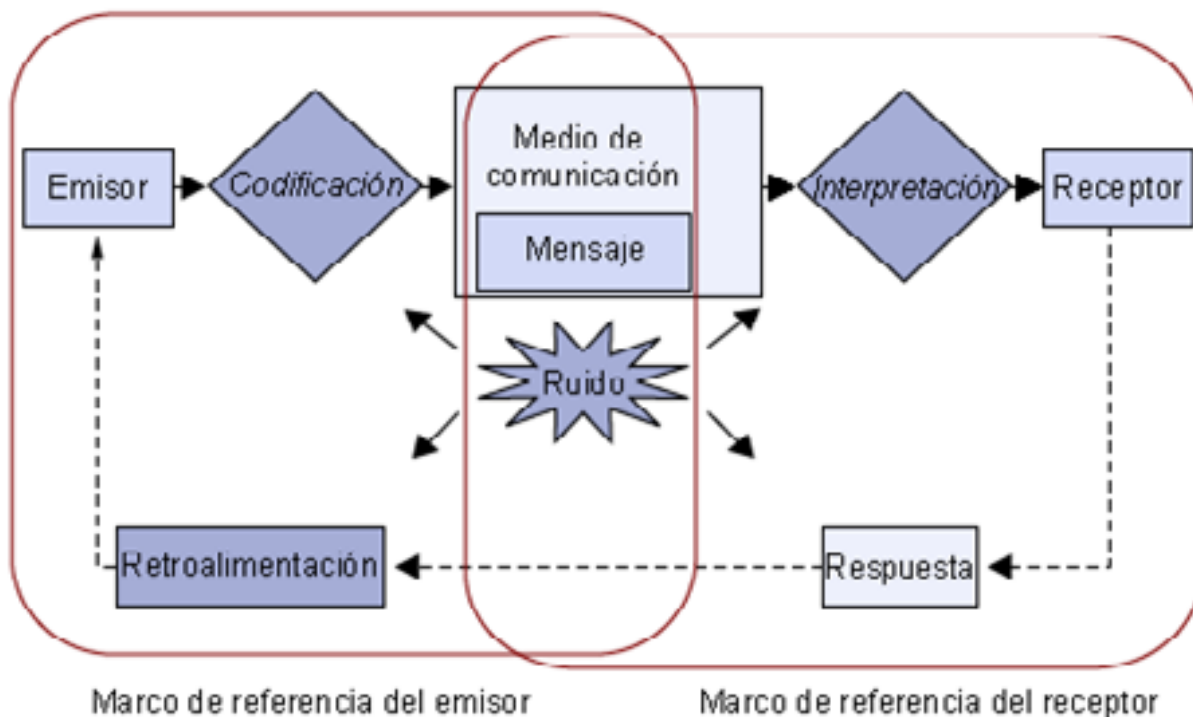 Medio de
comunicación
Emisor
Codificación
Interpretación
Receptor
Mensaje
Ruido
Retroalimentación
Respuesta
Marco de referencia del emisor
Marco de referencia del receptor